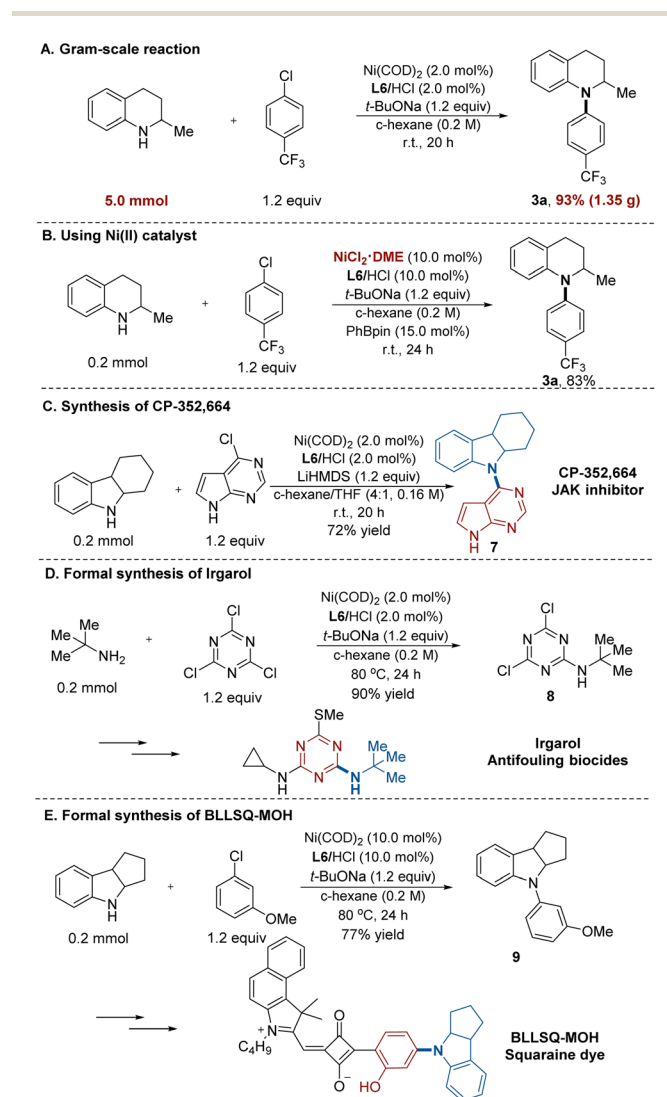 A. Gram-scale reaction
N
H
Me
5.0 mmol
+
Cl
CF3
1.2 equiv
Ni(COD)2 (2.0 mol%)
L6/HCl (2.0 mol%)
t-BuONa (1.2 equiv)
c-hexane (0.2 M)
r.t., 20 h
N
Me
CF3
3a, 93% (1.35 g)
B. Using Ni(II) catalyst
N
H
Me
0.2 mmol
+
Cl
CF3
1.2 equiv
NiCl2·DME (10.0 mol%)
L6/HCl (10.0 mol%)
t-BuONa (1.2 equiv)
c-hexane (0.2 M)
PhBpin (15.0 mol%)
r.t., 24 h
N
Me
CF3
3a, 83%
C. Synthesis of CP-352,664
N
H
0.2 mmol
+
Cl
N
N
N
H
1.2 equiv
Ni(COD)2 (2.0 mol%)
L6/HCl (2.0 mol%)
LiHMDS (1.2 equiv)
c-hexane/THF (4:1, 0.16 M)
r.t., 20 h
72% yield
N
N
N
N
H
7
CP-352,664
JAK inhibitor
D. Formal synthesis of Irgarol
Me
Me
Me
NH2
0.2 mmol
+
Cl
N
N
Cl
N
Cl
1.2 equiv
Ni(COD)2 (2.0 mol%)
L6/HCl (2.0 mol%)
t-BuONa (1.2 equiv)
c-hexane (0.2 M)
80 °C, 24 h
90% yield
Cl
N
N
Cl
N
N
H
Me
Me
Me
8
SMe
N
N
N
H
N
N
H
Me
Me
Me
Irgarol
Antifouling biocides
E. Formal synthesis of BLLSQ-MOH
N
H
0.2 mmol
+
Cl
OMe
1.2 equiv
Ni(COD)2 (10.0 mol%)
L6/HCl (10.0 mol%)
t-BuONa (1.2 equiv)
c-hexane (0.2 M)
80 °C, 24 h
77% yield
N
OMe
9
N+
C4H9
O
O−
HO
N
BLLSQ-MOH
Squaraine dye